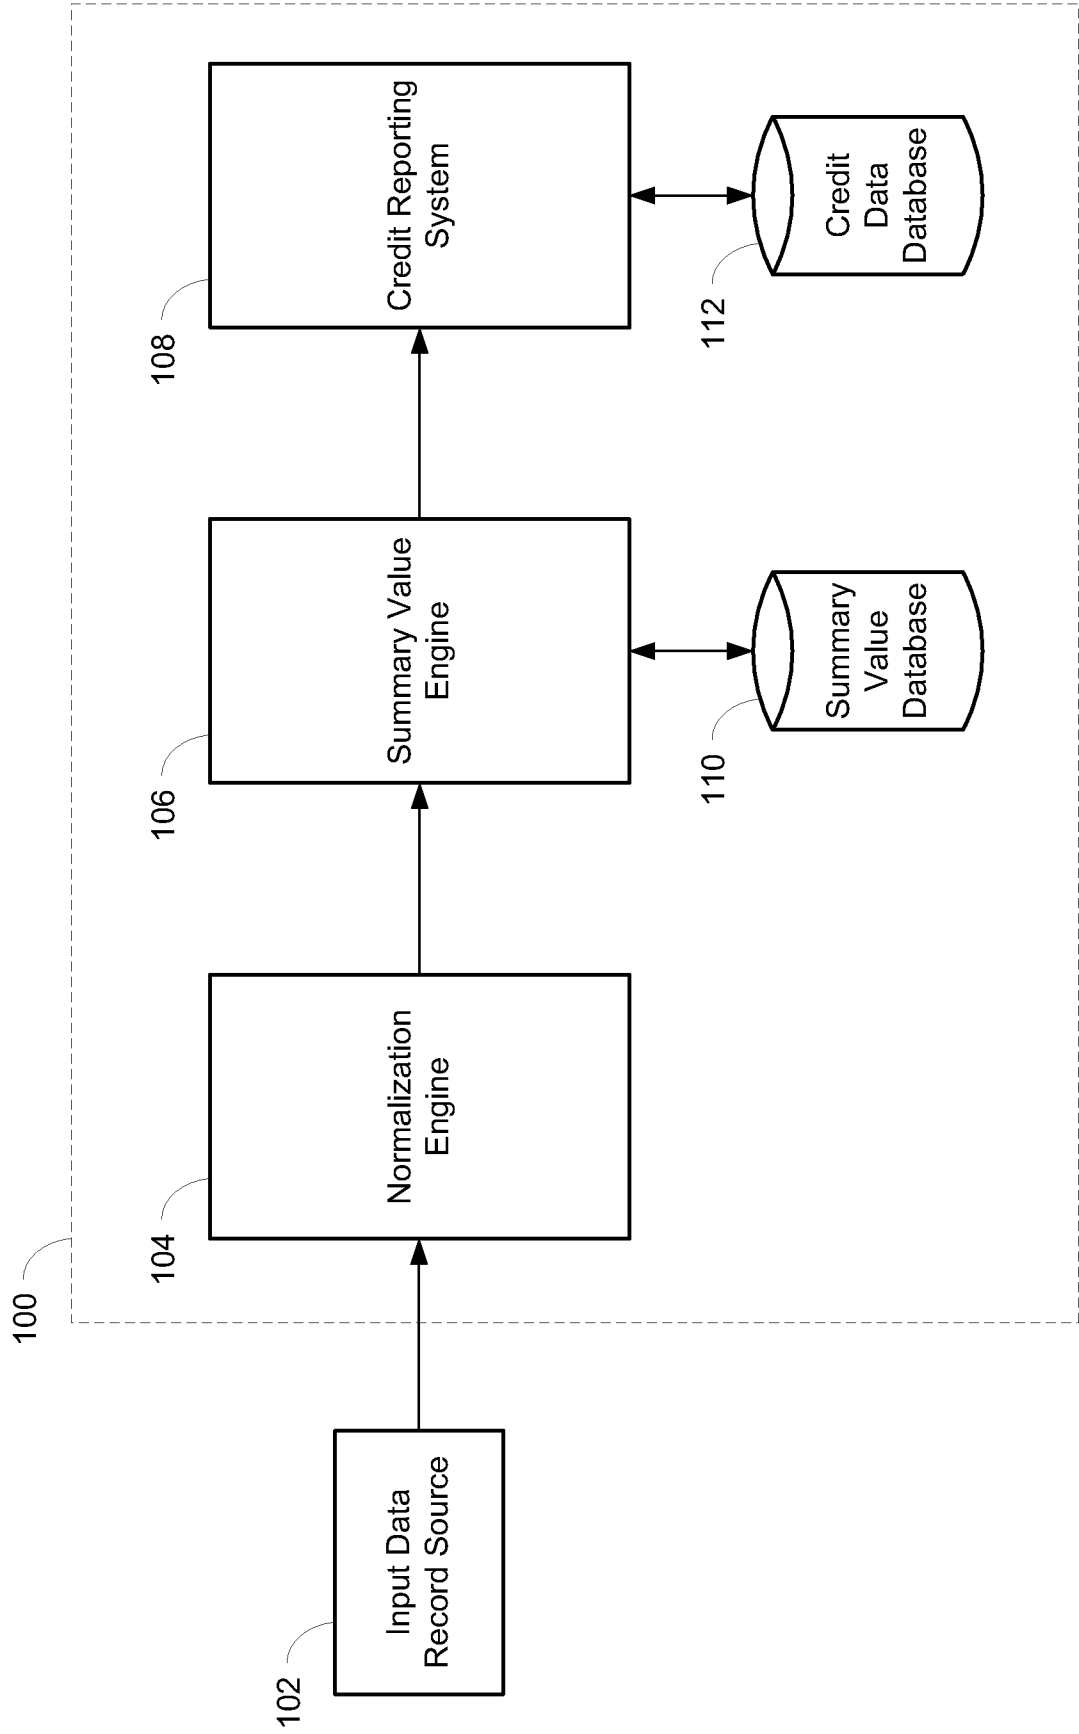 100
102
Input Data
Record Source
104
Normalization
Engine
106
Summary Value
Engine
108
Credit Reporting
System
110
Summary
Value
Database
112
Credit
Data
Database